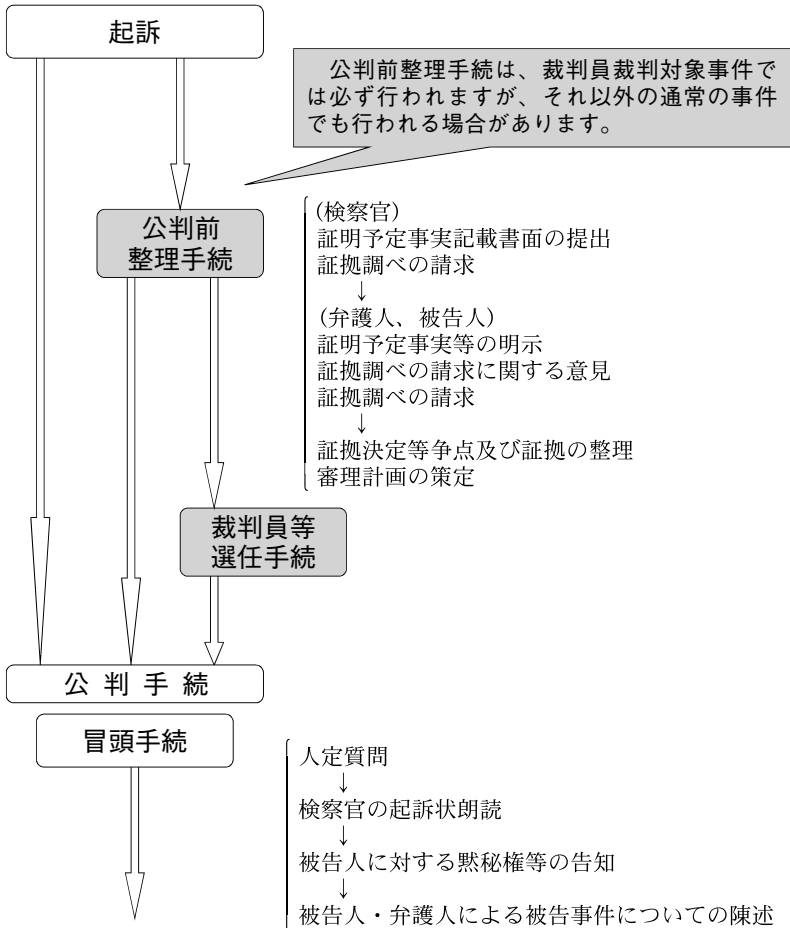 起訴
公判前整理手続は、裁判員裁判対象事件で
は必ず行われますが、それ以外の通常の事件
でも行われる場合があります。
公判前
整理手続
(検察官)
証明予定事実記載書面の提出
証拠調べの請求
↓
(弁護人、被告人)
証明予定事実等の明示
証拠調べの請求に関する意見
証拠調べの請求
↓
証拠決定等争点及び証拠の整理
審理計画の策定
裁判員等
選任手続
公判手続
冒頭手続
人定質問
↓
検察官の起訴状朗読
↓
被告人に対する黙秘権等の告知
↓
被告人・弁護人による被告事件についての陳述